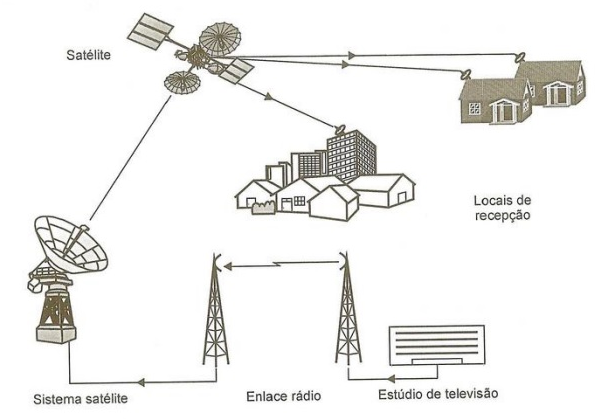 Satélite
Locais de
recepção
Sistema satélite
Enlace rádio
Estúdio de televisão